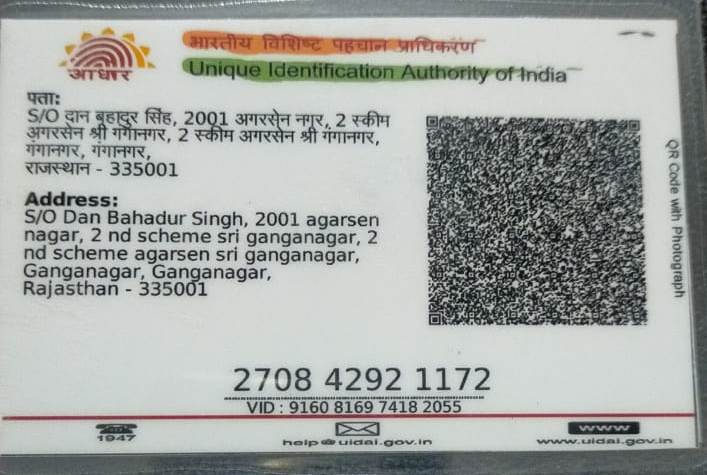 आधार
भारतीय विशिष्ट पहचान प्राधिकरण
Unique Identification Authority of India
पता:
S/O दान बहादुर सिंह, 2001 अगरसेन नगर, 2 स्कीम
अगरसेन श्री गंगानगर, 2 स्कीम अगरसेन श्री गंगानगर,
गंगानगर, गंगानगर,
राजस्थान - 335001
Address:
S/O Dan Bahadur Singh, 2001 agarsen
nagar, 2 nd scheme sri ganganagar, 2
nd scheme agarsen sri ganganagar,
Ganganagar, Ganganagar,
Rajasthan - 335001
QR Code with Photograph
2708 4292 1172
VID : 9160 8169 7418 2055
1947
help@uidai.gov.in
www
www.uidai.gov.in